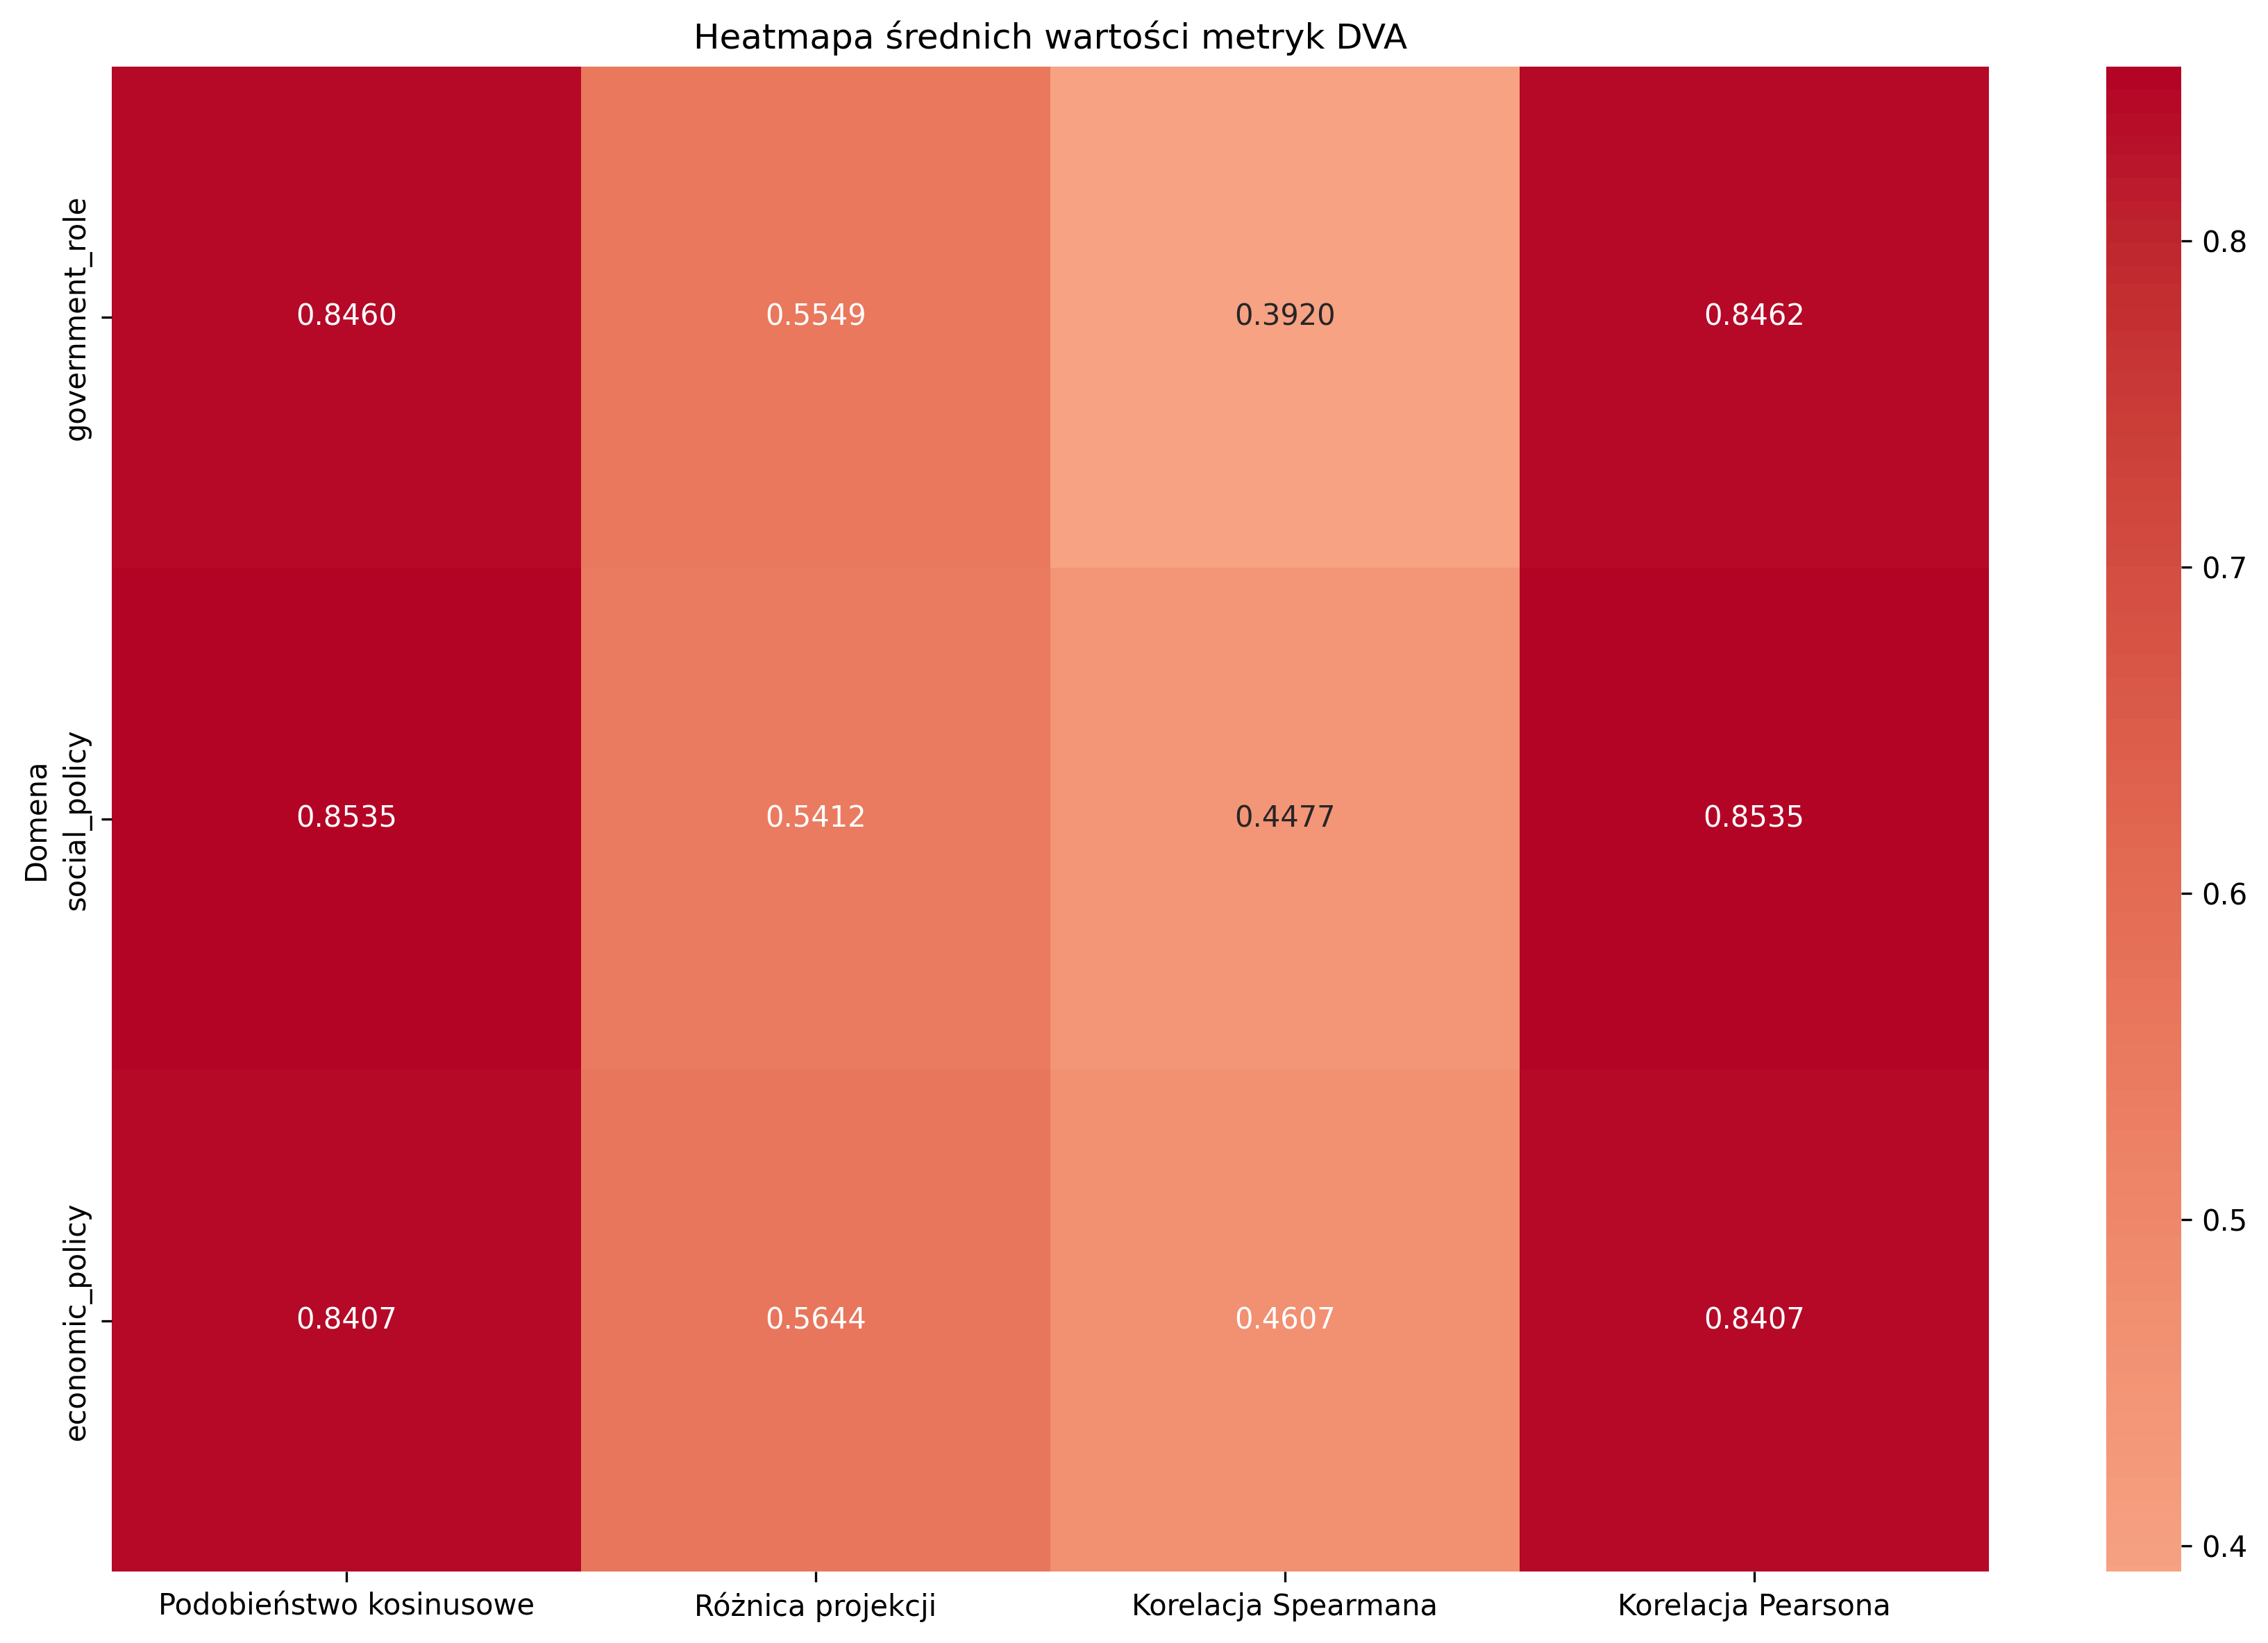 Heatmapa średnich wartości metryk DVA
Domena
government_role
0.8460 0.5549 0.3920 0.8462
social_policy
0.8535 0.5412 0.4477 0.8535
economic_policy
0.8407 0.5644 0.4607 0.8407
Podobieństwo kosinusowe Różnica projekcji Korelacja Spearmana Korelacja Pearsona
0.8
0.7
0.6
0.5
0.4